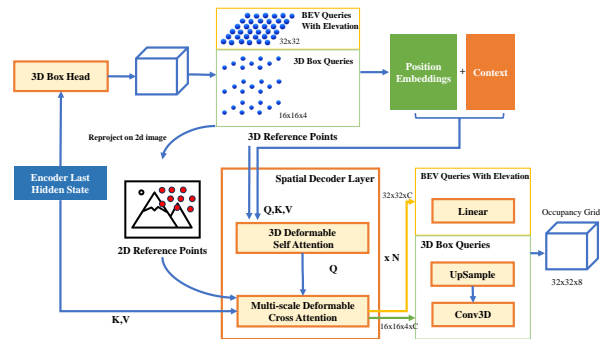 BEV Queries
With Elevation
32x32
3D Box Queries
16x16x4
3D Box Head
Position
Embeddings
+
Context
Reproject on 2d image
3D Reference Points
Encoder Last
Hidden State
2D Reference Points
Spatial Decoder Layer
Q,K,V
3D Deformable
Self Attention
Q
Multi-scale Deformable
Cross Attention
K,V
x N
32x32xC
16x16x4xC
BEV Queries With Elevation
Linear
3D Box Queries
UpSample
Conv3D
Occupancy Grid
32x32x8